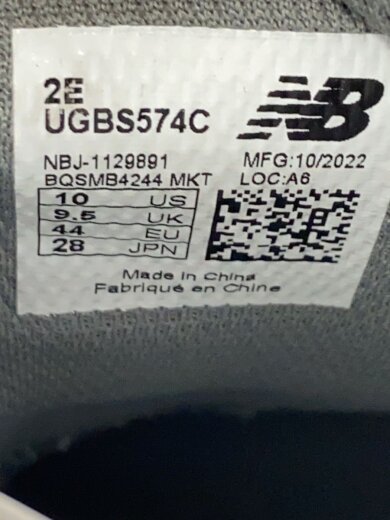 2E
UGBS574C
NB
NBJ-1129891 MFG:10/2022
BQSMB4244 MKT LOC:A6
10 US
9.5 UK
44 EU
28 JPN
Made in China
Fabriqué en Chine